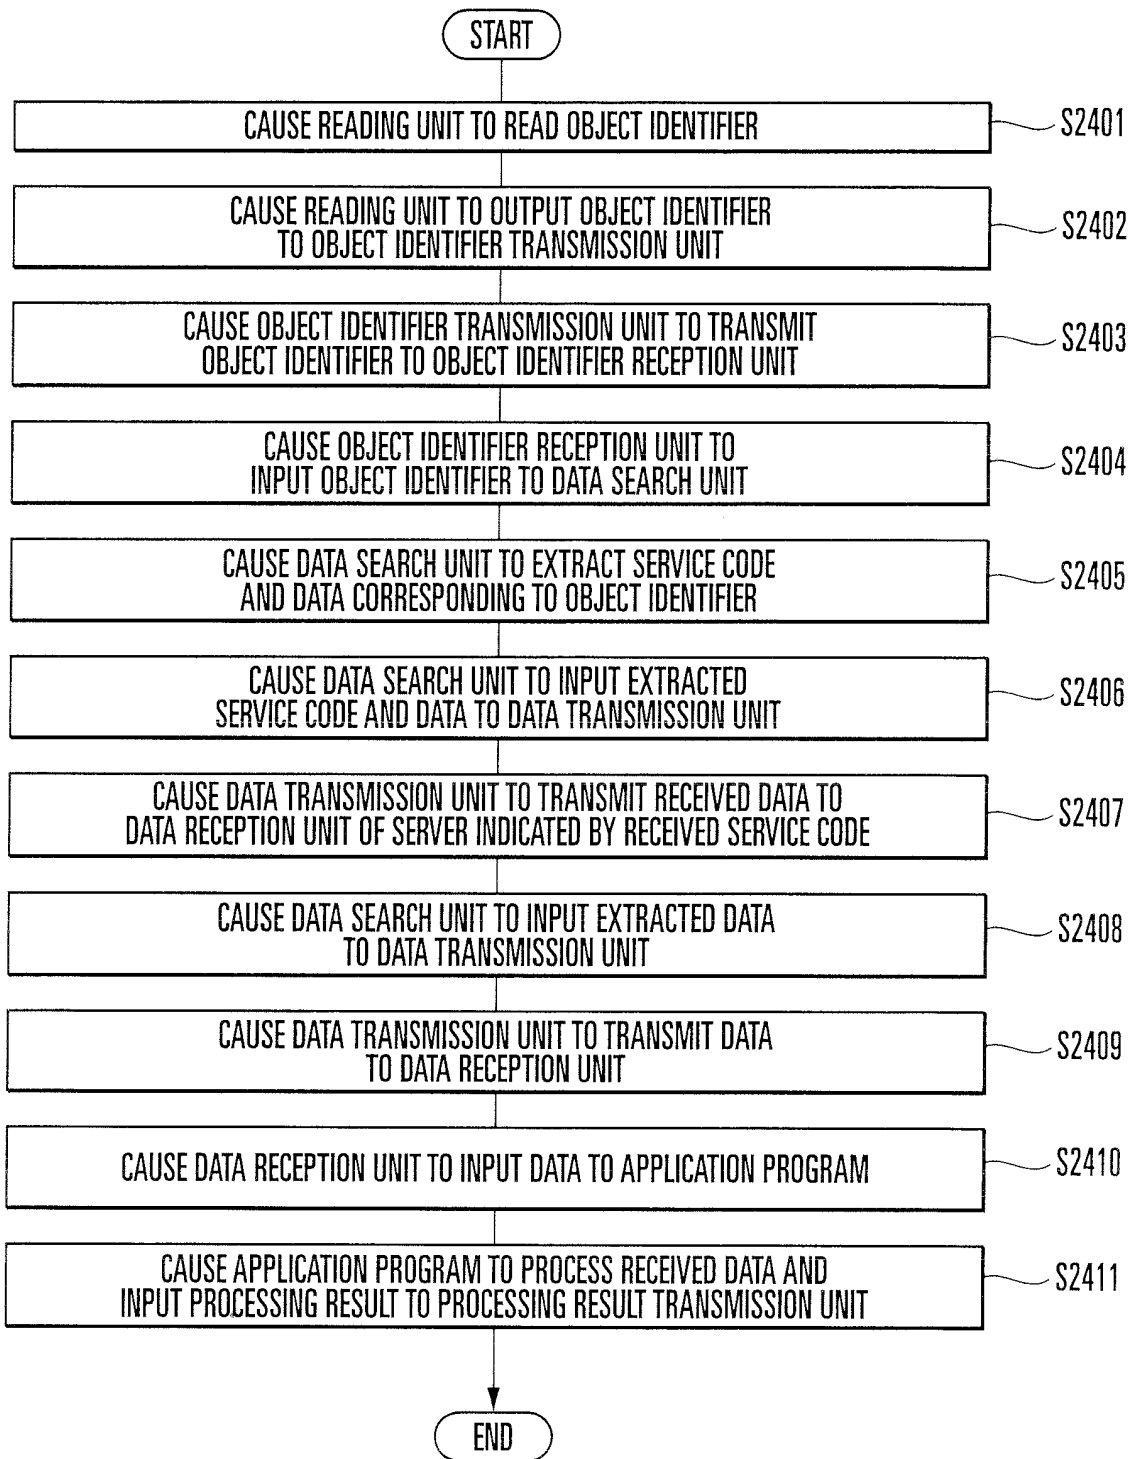 START
CAUSE READING UNIT TO READ OBJECT IDENTIFIER
S2401
CAUSE READING UNIT TO OUTPUT OBJECT IDENTIFIER
TO OBJECT IDENTIFIER TRANSMISSION UNIT
S2402
CAUSE OBJECT IDENTIFIER TRANSMISSION UNIT TO TRANSMIT
OBJECT IDENTIFIER TO OBJECT IDENTIFIER RECEPTION UNIT
S2403
CAUSE OBJECT IDENTIFIER RECEPTION UNIT TO
INPUT OBJECT IDENTIFIER TO DATA SEARCH UNIT
S2404
CAUSE DATA SEARCH UNIT TO EXTRACT SERVICE CODE
AND DATA CORRESPONDING TO OBJECT IDENTIFIER
S2405
CAUSE DATA SEARCH UNIT TO INPUT EXTRACTED
SERVICE CODE AND DATA TO DATA TRANSMISSION UNIT
S2406
CAUSE DATA TRANSMISSION UNIT TO TRANSMIT RECEIVED DATA TO
DATA RECEPTION UNIT OF SERVER INDICATED BY RECEIVED SERVICE CODE
S2407
CAUSE DATA SEARCH UNIT TO INPUT EXTRACTED DATA
TO DATA TRANSMISSION UNIT
S2408
CAUSE DATA TRANSMISSION UNIT TO TRANSMIT DATA
TO DATA RECEPTION UNIT
S2409
CAUSE DATA RECEPTION UNIT TO INPUT DATA TO APPLICATION PROGRAM
S2410
CAUSE APPLICATION PROGRAM TO PROCESS RECEIVED DATA AND
INPUT PROCESSING RESULT TO PROCESSING RESULT TRANSMISSION UNIT
S2411
END